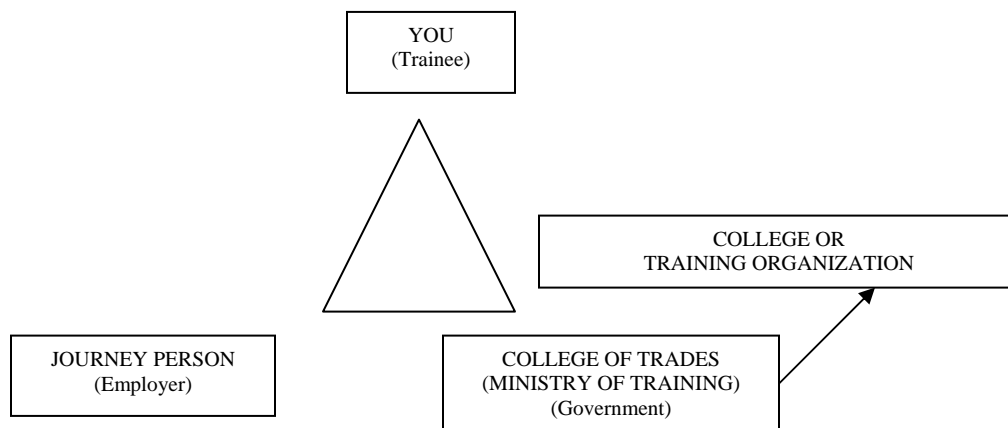 YOU
(Trainee)
COLLEGE OR
TRAINING ORGANIZATION
JOURNEY PERSON
(Employer)
COLLEGE OF TRADES
(MINISTRY OF TRAINING)
(Government)